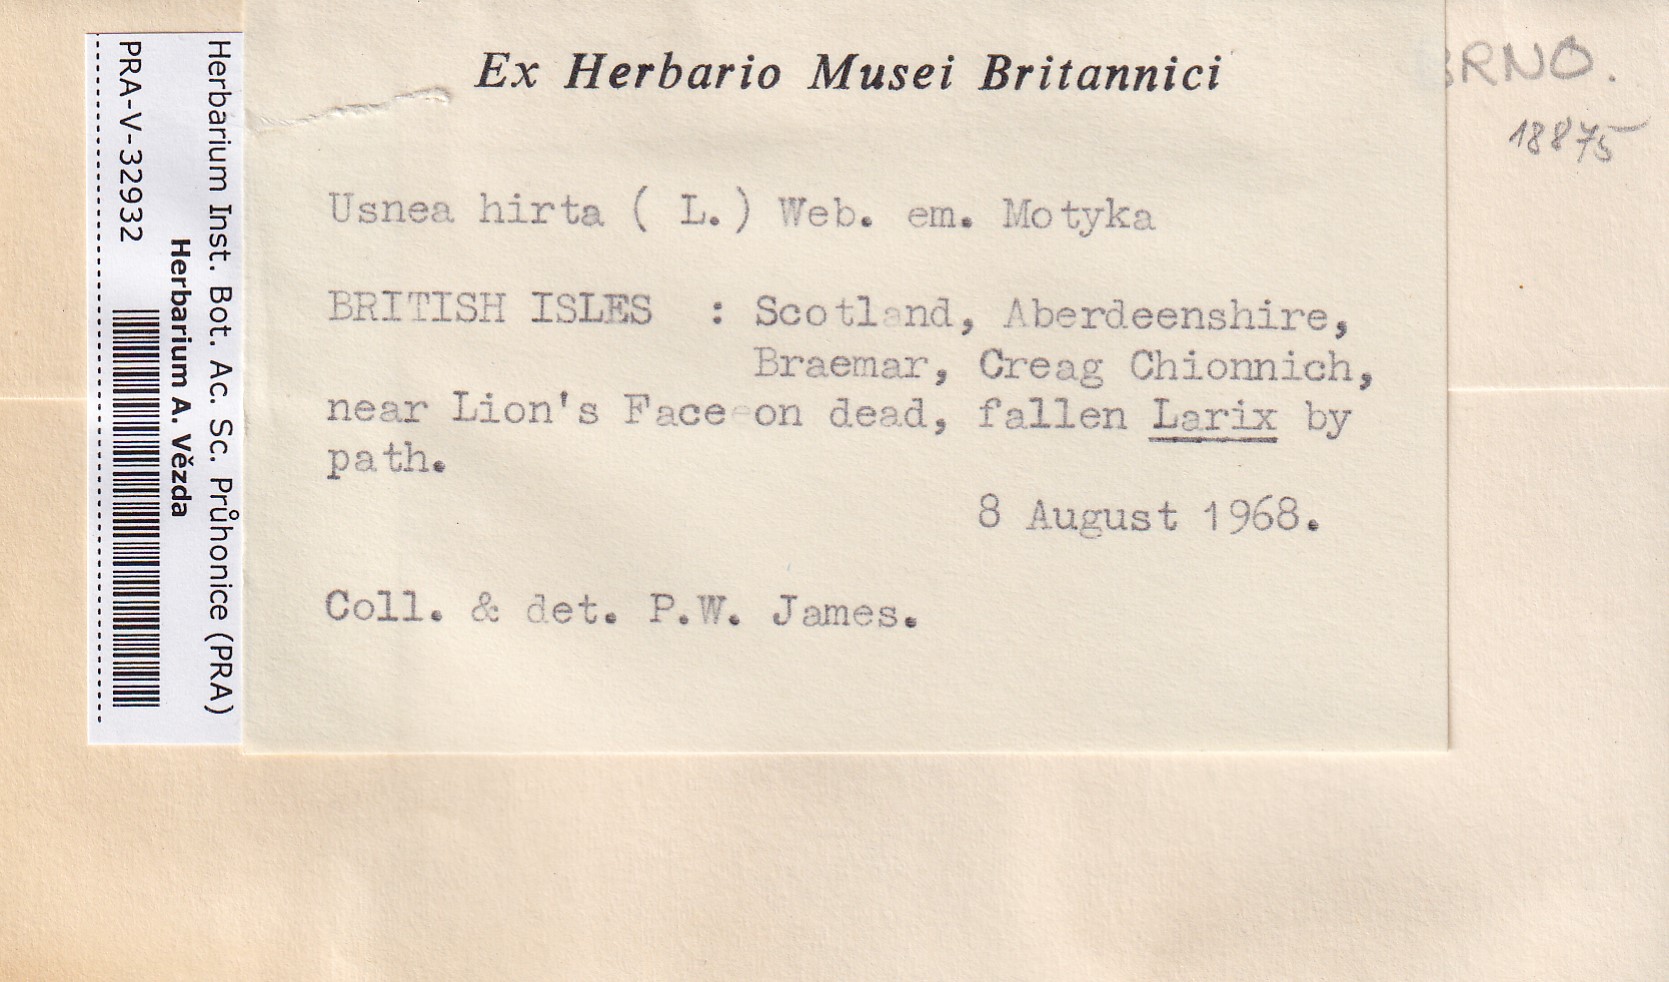 Ex Herbario Musei Britannici
Usnea hirta ( L.) Web. em. Motyka
BRITISH ISLES : Scotland, Aberdeenshire,
Braemar, Creag Chionnich,
near Lion's Face on dead, fallen Larix by
path.
8 August 1968.
Coll. & det. P.W. James.
BRNO.
18875
Herbarium Inst. Bot. Ac. Sc. Průhonice (PRA)
Herbarium A. Vězda
PRA-V-32932